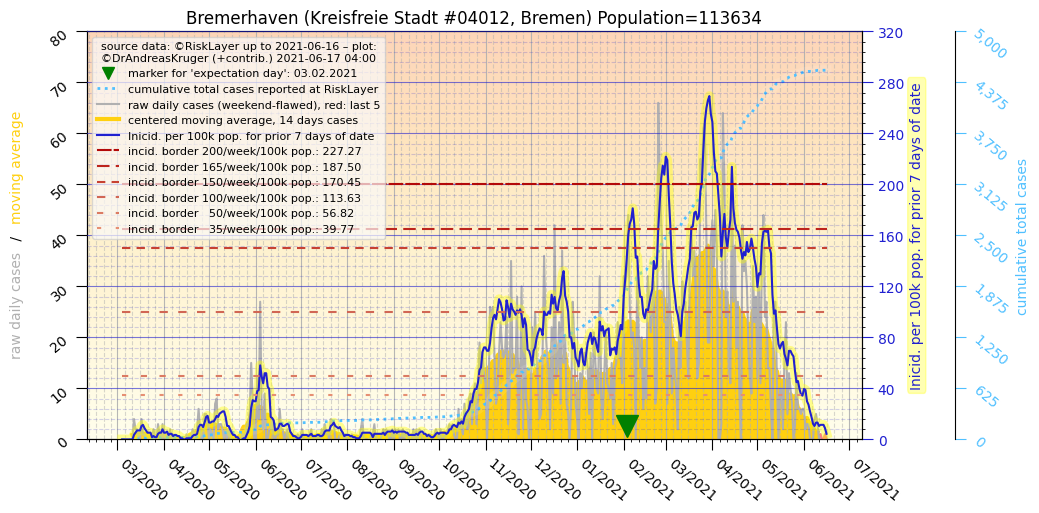 Bremerhaven (Kreisfreie Stadt #04012, Bremen) Population=113634
source data: ©RiskLayer up to 2021-06-16 – plot:
©DrAndreasKruger (+contrib.) 2021-06-17 04:00
marker for 'expectation day': 03.02.2021
cumulative total cases reported at RiskLayer
raw daily cases (weekend-flawed), red: last 5
centered moving average, 14 days cases
Inicid. per 100k pop. for prior 7 days of date
incid. border 200/week/100k pop.: 227.27
incid. border 165/week/100k pop.: 187.50
incid. border 150/week/100k pop.: 170.45
incid. border 100/week/100k pop.: 113.63
incid. border 50/week/100k pop.: 56.82
incid. border 35/week/100k pop.: 39.77
raw daily cases / moving average
80
70
60
50
40
30
20
10
0
320
280
240
200
160
120
80
40
0
Inicid. per 100k pop. for prior 7 days of date
5,000
4,375
3,750
3,125
2,500
1,875
1,250
625
0
cumulative total cases
03/2020
04/2020
05/2020
06/2020
07/2020
08/2020
09/2020
10/2020
11/2020
12/2020
01/2021
02/2021
03/2021
04/2021
05/2021
06/2021
07/2021